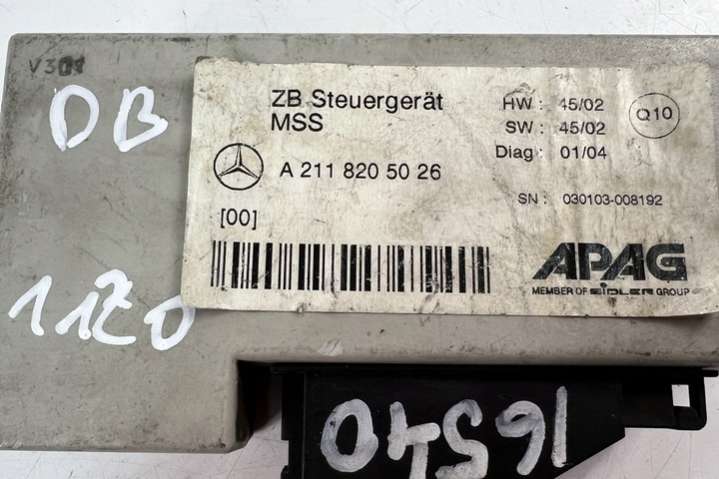 V301
DB
1120
ZB Steuergerät
MSS
A 211 820 50 26
[00]
HW : 45/02
SW : 45/02
Diag : 01/04
Q10
SN : 030103-008192
APAG
MEMBER OF EIDLER GROUP
16540